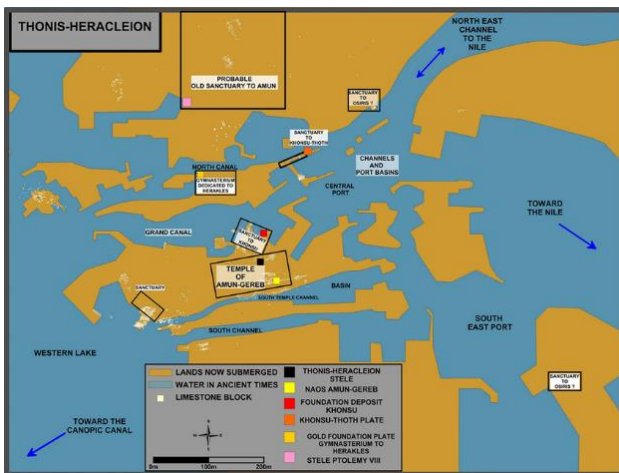 THONIS-HERACLEION
NORTH EAST
CHANNEL
TO THE
NILE
PROBABLE
OLD SANCTUARY TO AMUN
SANCTUARY
TO
OSIRIS ?
SANCTUARY
TO
KHONSU-THOTH
NORTH CANAL
GYMNASTERIUM
DEDICATED TO
HERAKLES
CHANNELS
AND
PORT BASINS
CENTRAL
PORT
TOWARD
THE NILE
GRAND CANAL
SANCTUARY
TO
KHONSU
TEMPLE
OF
AMUN-GEREB
SANCTUARY
SOUTH TEMPLE CHANNEL
BASIN
SOUTH CHANNEL
SOUTH
EAST PORT
WESTERN LAKE
SANCTUARY
TO
OSIRIS ?
TOWARD THE
CANOPIC CANAL
LANDS NOW SUBMERGED
WATER IN ANCIENT TIMES
LIMESTONE BLOCK
0m 100m 200m
THONIS-HERACLEION
STELE
NAOS AMUN-GEREB
FOUNDATION DEPOSIT
KHONSU
KHONSU-THOTH PLATE
GOLD FOUNDATION PLATE
GYMNASTERIUM TO
HERAKLES
STELE PTOLEMY VIII